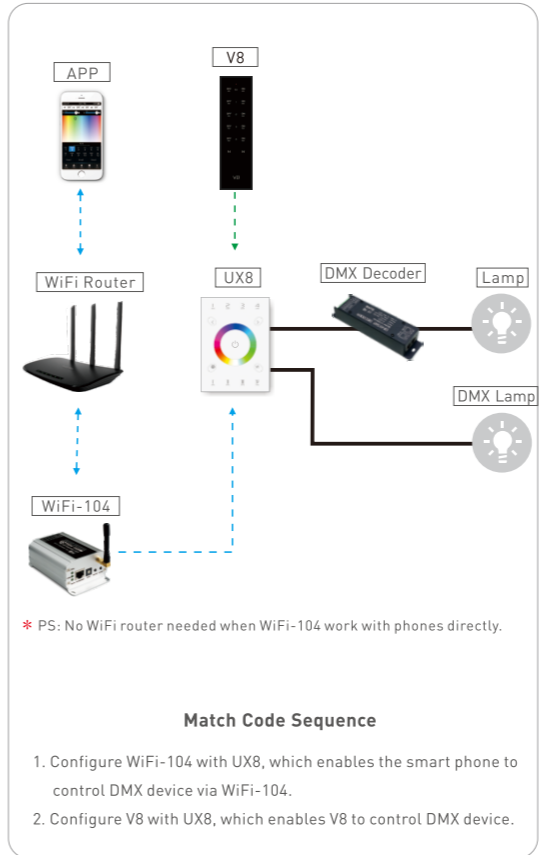 V8
APP
V8
WiFi Router
UX8
DMX Decoder
Lamp
DMX Lamp
WiFi-104
* PS: No WiFi router needed when WiFi-104 work with phones directly.
Match Code Sequence
1. Configure WiFi-104 with UX8, which enables the smart phone to
control DMX device via WiFi-104.
2. Configure V8 with UX8, which enables V8 to control DMX device.